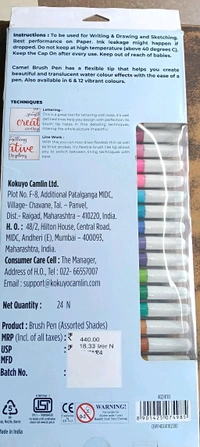 Instructions : To be used for Writing & Drawing & Sketching.
Best performance on Paper. Ink leakage might happen if
dropped. Do not keep at high temperature (above 40 degrees C).
Keep the Cap On after every use. Keep out of reach of babies.
Camel Brush Pen has a flexible tip that helps you create
beautiful and translucent water colour effects with the ease of a
pen. Also available in 6 & 12 vibrant colours.
TECHNIQUES
Lettering-
Line Work -
Kokuyo Camlin Ltd.
Plot No. F-8, Additional Patalganga MIDC,
Village- Chavane, Tal. – Panvel,
Dist.- Raigad, Maharashtra – 410220, India.
H. O. : 48/2, Hilton House, Central Road,
MIDC, Andheri (E), Mumbai – 400093,
Maharashtra, India.
Consumer Care Cell : The Manager,
Address of H.O., Tel : 022- 66557007
Email : support@kokuyocamlin.com
Net Quantity : 24 N
Product : Brush Pen (Assorted Shades)
MRP (Incl. of all taxes) : ₹ 440.00
USP 18.33 /per N
MFD
Batch No.
WARNING!
Made in India
8901425074985